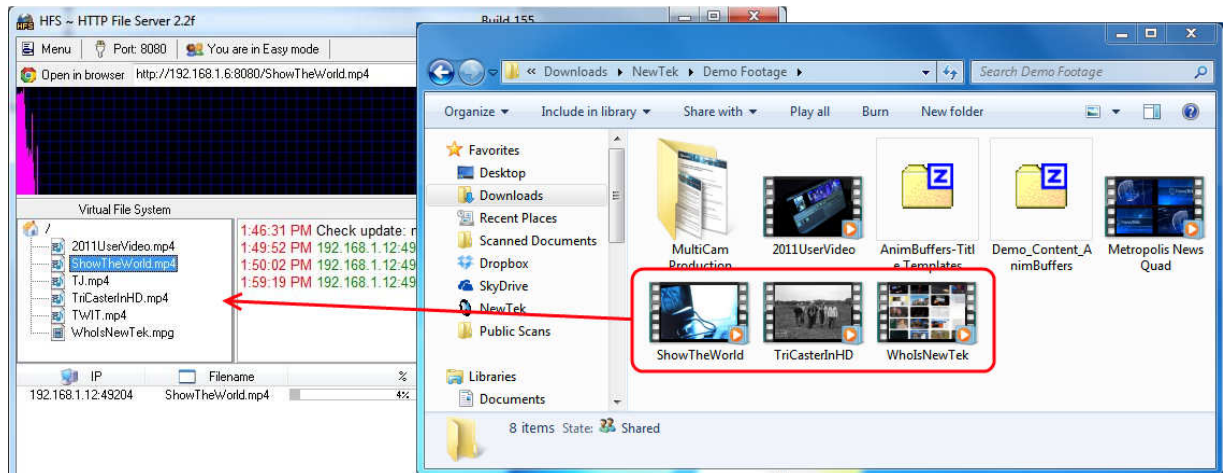 HFS ~ HTTP File Server 2.2f
Build 155
Menu
Port: 8080
You are in Easy mode
Open in browser
http://192.168.1.6:8080/ShowTheWorld.mp4
Virtual File System
/
2011UserVideo.mp4
ShowTheWorld.mp4
TJ.mp4
TriCasterInHD.mp4
TWIT.mp4
WhoIsNewTek.mpg
1:46:31 PM Check update:
1:49:52 PM 192.168.1.12:49
1:50:02 PM 192.168.1.12:49
1:59:19 PM 192.168.1.12:49
IP
Filename
%
192.168.1.12:49204
ShowTheWorld.mp4
4%
« Downloads
NewTek
Demo Footage
Search Demo Footage
Organize
Include in library
Share with
Play all
Burn
New folder
Favorites
Desktop
Downloads
Recent Places
Scanned Documents
Dropbox
SkyDrive
NewTek
Public Scans
Libraries
Documents
MultiCam
Production
2011UserVideo
AnimBuffers-Titl
e Templates
Demo_Content_A
nimBuffers
Metropolis News
Quad
ShowTheWorld
TriCasterInHD
WhoIsNewTek
8 items State: Shared